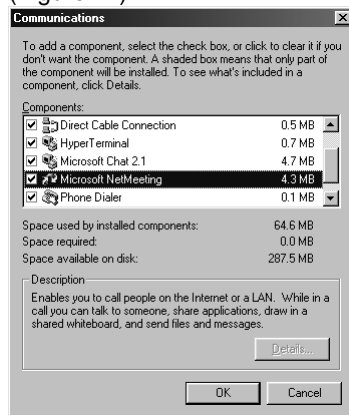 Communications
To add a component, select the check box, or click to clear it if you
don't want the component. A shaded box means that only part of
the component will be installed. To see what's included in a
component, click Details.
Components:
Direct Cable Connection 0.5 MB
HyperTerminal 0.7 MB
Microsoft Chat 2.1 4.7 MB
Microsoft NetMeeting 4.3 MB
Phone Dialer 0.1 MB
Space used by installed components: 64.6 MB
Space required: 0.0 MB
Space available on disk: 287.5 MB
Description
Enables you to call people on the Internet or a LAN. While in a
call you can talk to someone, share applications, draw in a
shared whiteboard, and send files and messages.
Details...
OK Cancel